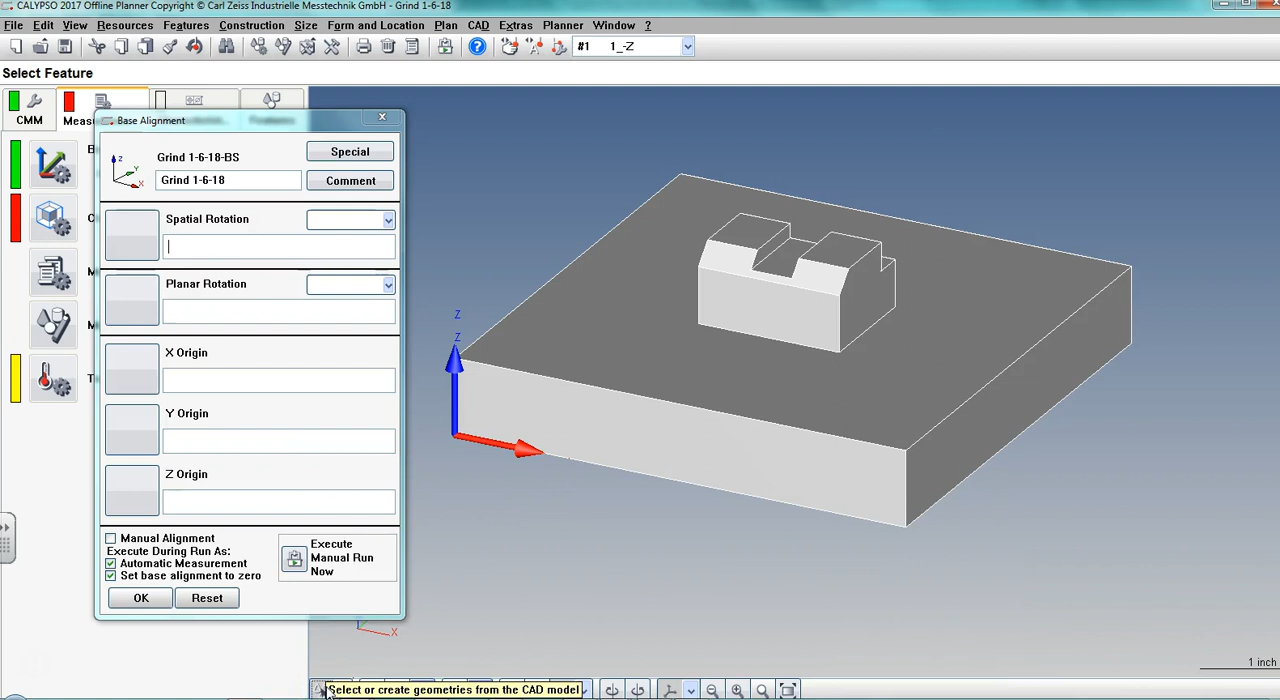 CALYPSO 2017 Offline Planner Copyright © Carl Zeiss Industrielle Messtechnik GmbH - Grind 1-6-18
File Edit View Resources Features Construction Size Form and Location Plan CAD Extras Planner Window ?
#1 1_-Z
Select Feature
CMM
Meas
Base Alignment
Grind 1-6-18-BS
Special
Grind 1-6-18
Comment
Spatial Rotation
Planar Rotation
X Origin
Y Origin
Z Origin
Manual Alignment
Execute During Run As:
Automatic Measurement
Set base alignment to zero
Execute
Manual Run
Now
OK
Reset
Z
Z
X
1 inch
Select or create geometries from the CAD model